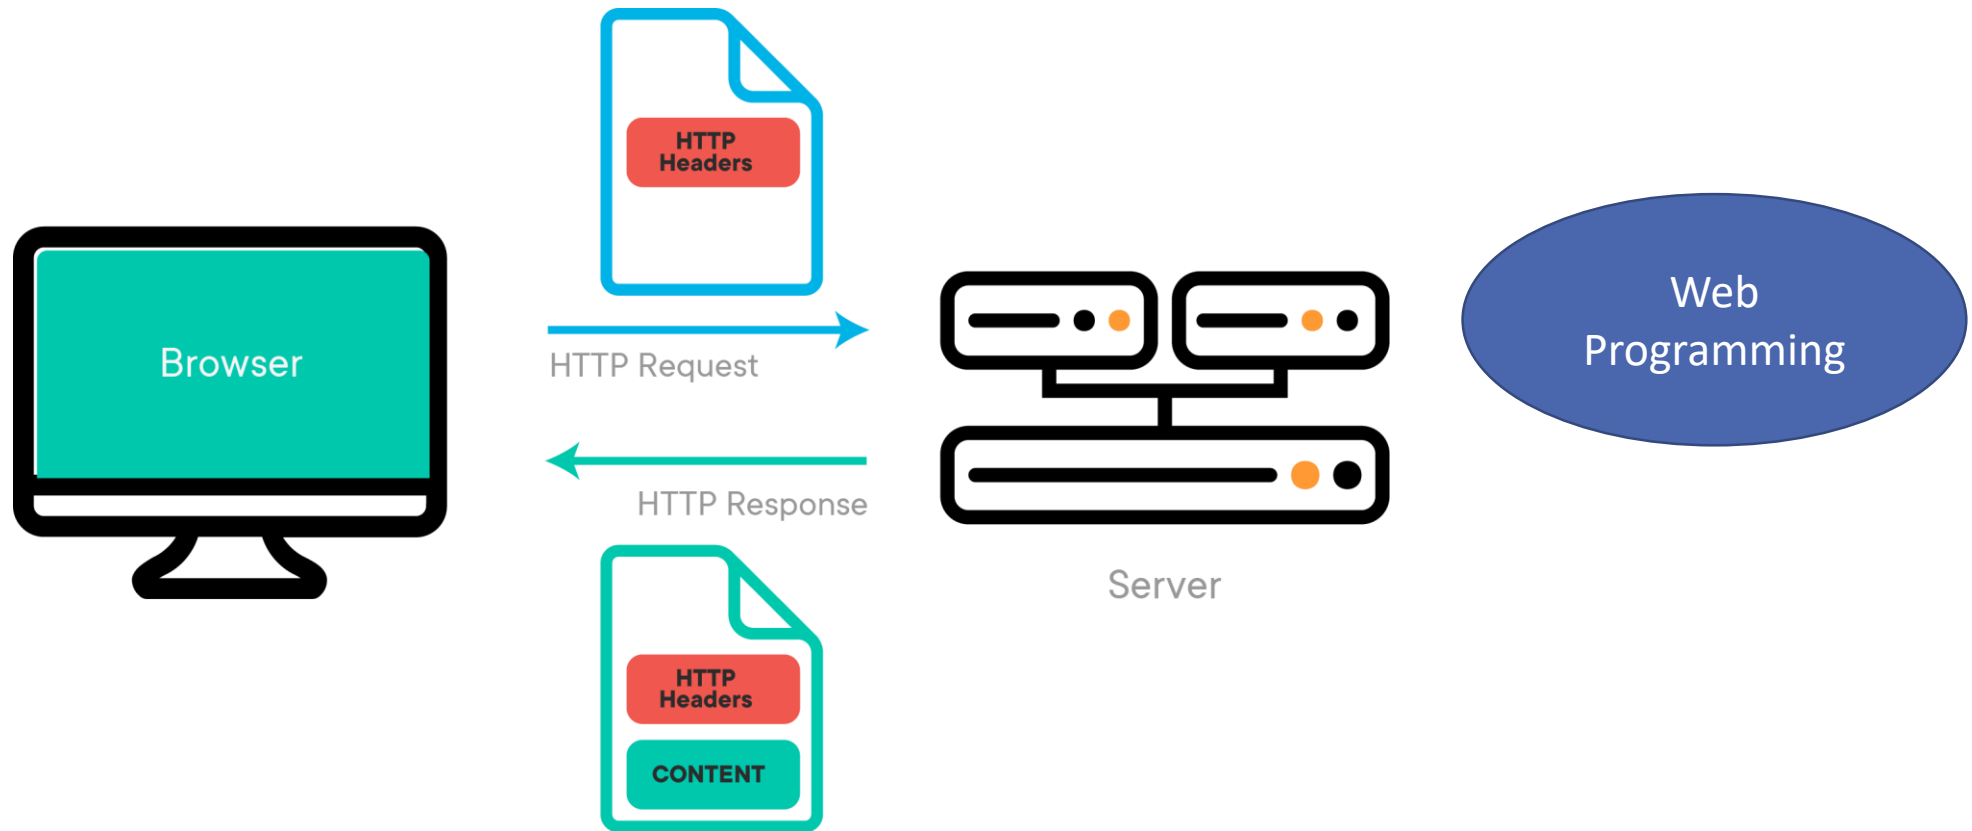 HTTP
Headers
Browser
HTTP Request
HTTP Response
HTTP
Headers
CONTENT
Server
Web
Programming